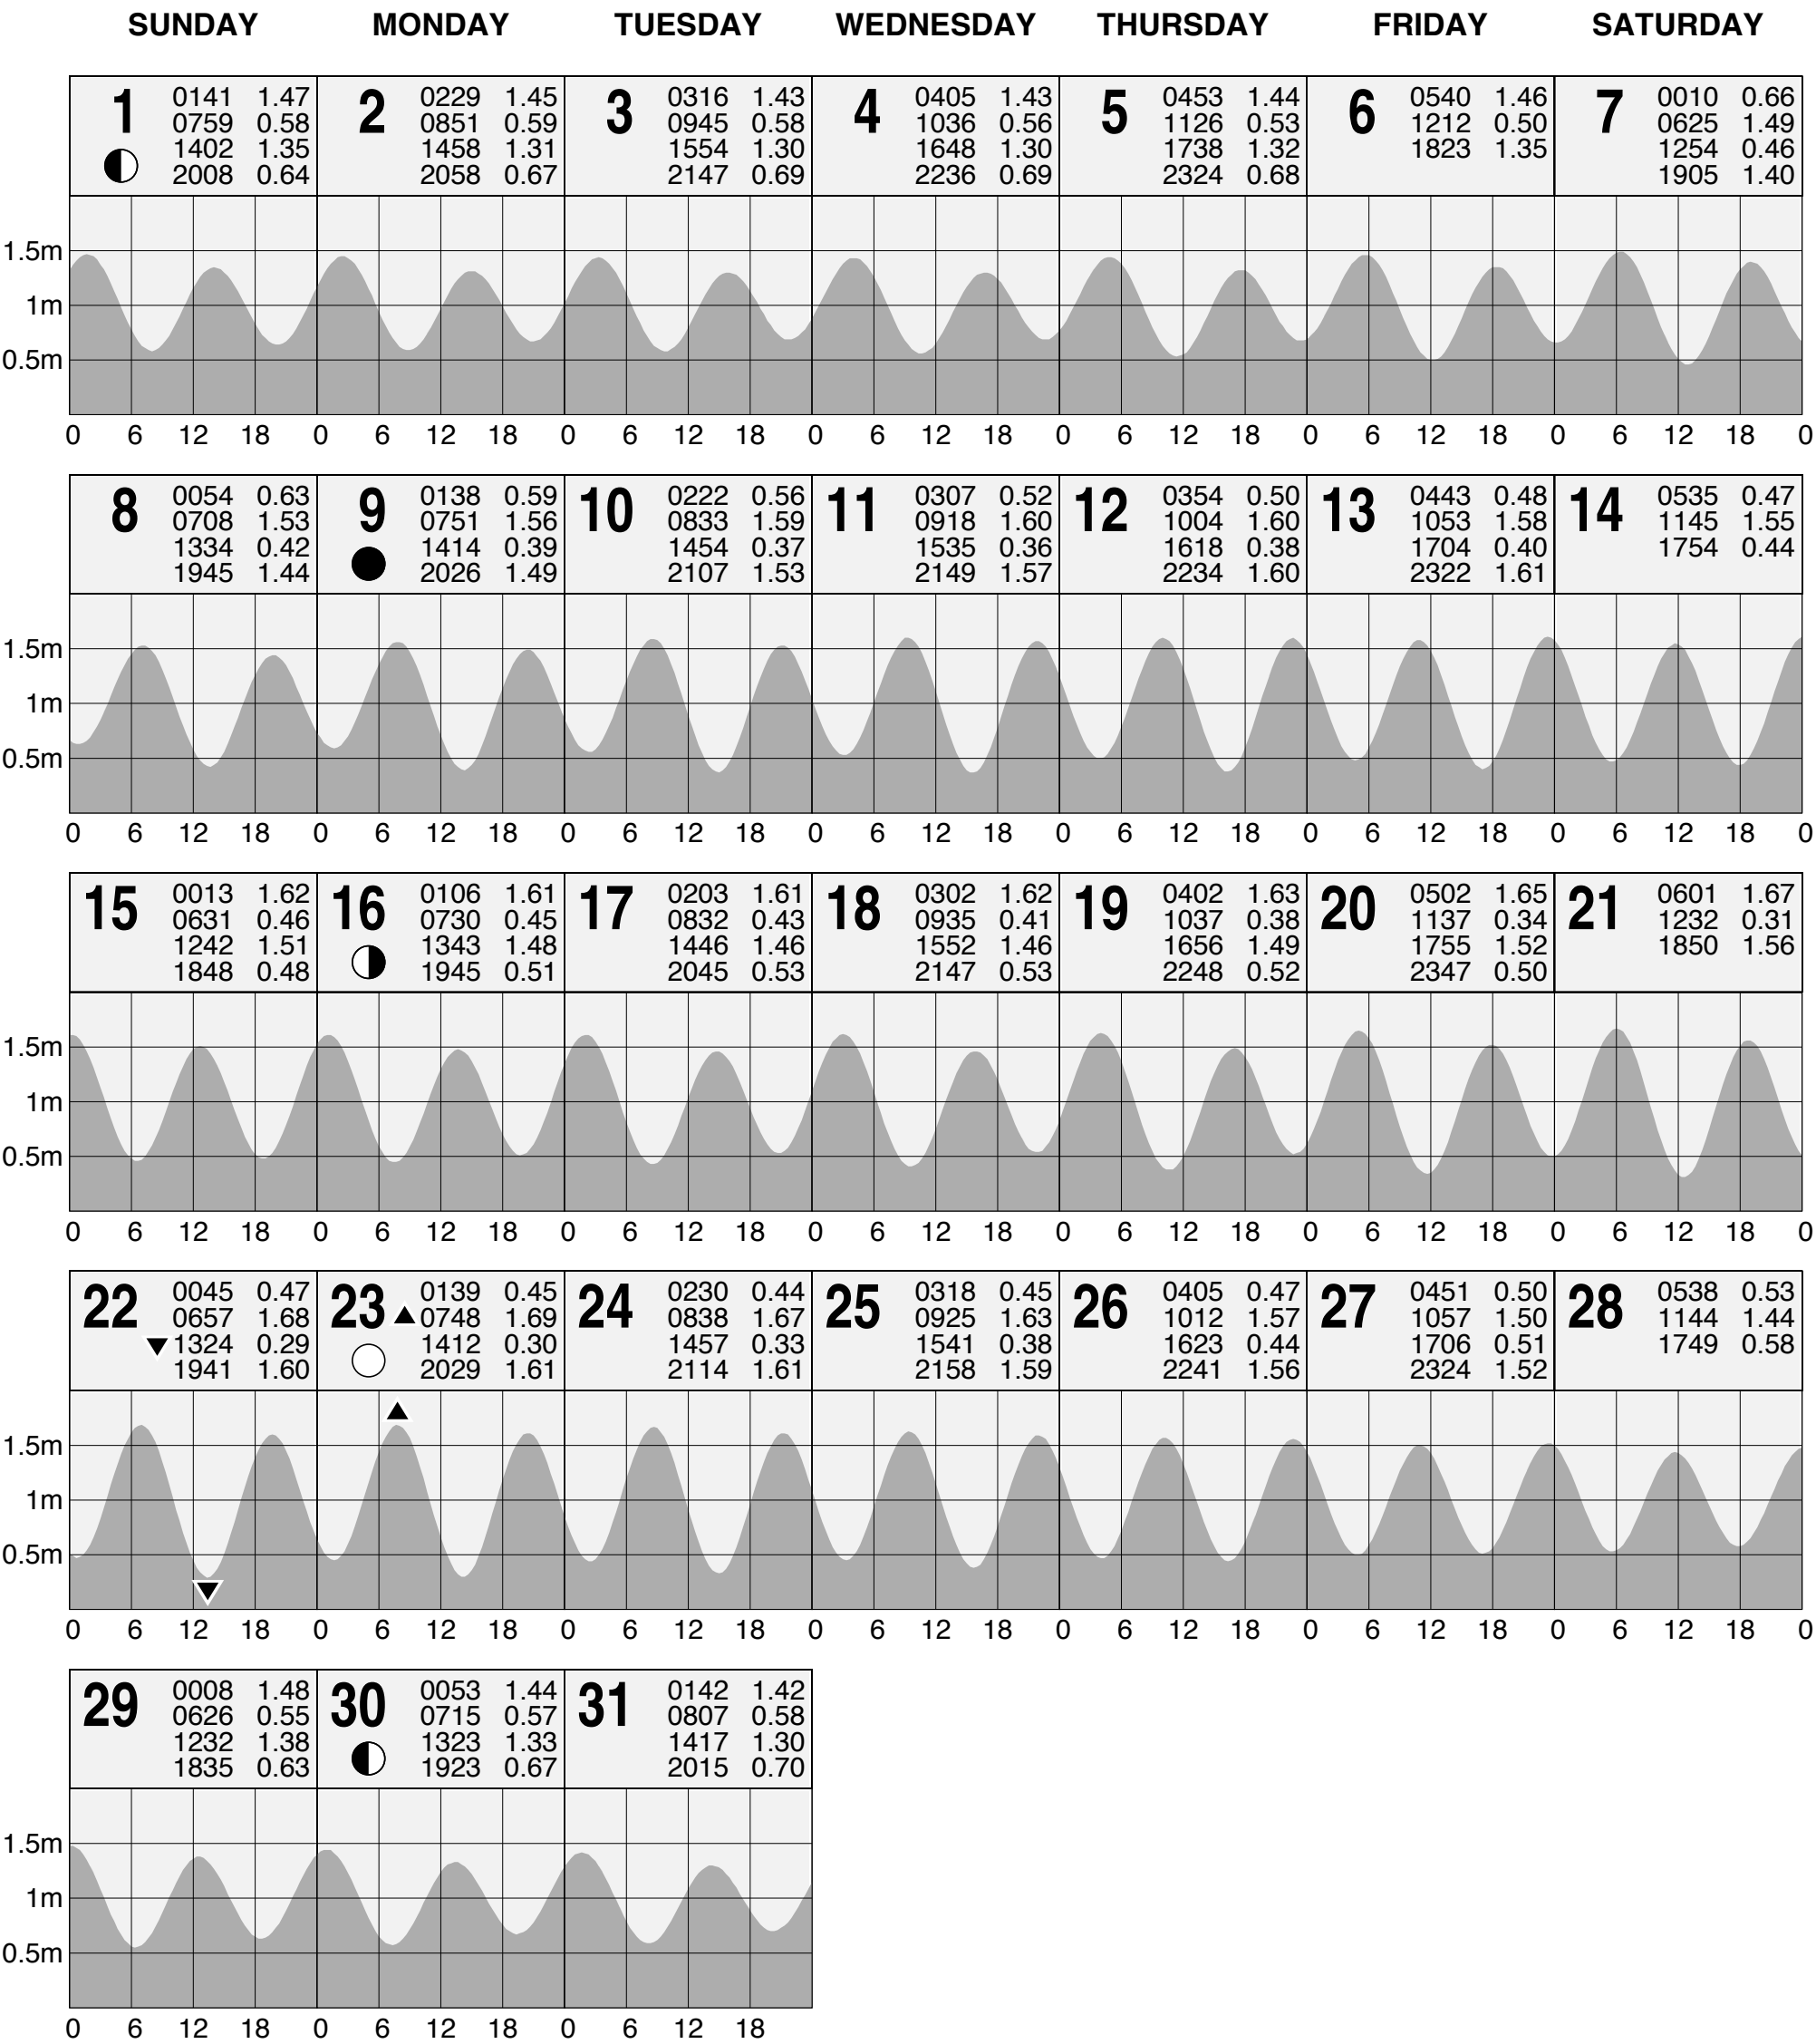 SUNDAY MONDAY TUESDAY WEDNESDAY THURSDAY FRIDAY SATURDAY
1 0141 1.47 2 0229 1.45 3 0316 1.43 4 0405 1.43 5 0453 1.44 6 0540 1.46 7 0010 0.66
0759 0.58 0851 0.59 0945 0.58 1036 0.56 1126 0.53 1212 0.50 0625 1.49
1402 1.35 1458 1.31 1554 1.30 1648 1.30 1738 1.32 1823 1.35 1254 0.46
2008 0.64 2058 0.67 2147 0.69 2236 0.69 2324 0.68 1905 1.40
1.5m
1m
0.5m
0 6 12 18 0 6 12 18 0 6 12 18 0 6 12 18 0 6 12 18 0 6 12 18 0 6 12 18 0
8 0054 0.63 9 0138 0.59 10 0222 0.56 11 0307 0.52 12 0354 0.50 13 0443 0.48 14 0535 0.47
0708 1.53 0751 1.56 0833 1.59 0918 1.60 1004 1.60 1053 1.58 1145 1.55
1334 0.42 1414 0.39 1454 0.37 1535 0.36 1618 0.38 1704 0.40 1754 0.44
1945 1.44 2026 1.49 2107 1.53 2149 1.57 2234 1.60 2322 1.61
1.5m
1m
0.5m
0 6 12 18 0 6 12 18 0 6 12 18 0 6 12 18 0 6 12 18 0 6 12 18 0 6 12 18 0
15 0013 1.62 16 0106 1.61 17 0203 1.61 18 0302 1.62 19 0402 1.63 20 0502 1.65 21 0601 1.67
0631 0.46 0730 0.45 0832 0.43 0935 0.41 1037 0.38 1137 0.34 1232 0.31
1242 1.51 1343 1.48 1446 1.46 1552 1.46 1656 1.49 1755 1.52 1850 1.56
1848 0.48 1945 0.51 2045 0.53 2147 0.53 2248 0.52 2347 0.50
1.5m
1m
0.5m
0 6 12 18 0 6 12 18 0 6 12 18 0 6 12 18 0 6 12 18 0 6 12 18 0 6 12 18 0
22 0045 0.47 23 0139 0.45 24 0230 0.44 25 0318 0.45 26 0405 0.47 27 0451 0.50 28 0538 0.53
0657 1.68 0748 1.69 0838 1.67 0925 1.63 1012 1.57 1057 1.50 1144 1.44
1324 0.29 1412 0.30 1457 0.33 1541 0.38 1623 0.44 1706 0.51 1749 0.58
1941 1.60 2029 1.61 2114 1.61 2158 1.59 2241 1.56 2324 1.52
1.5m
1m
0.5m
0 6 12 18 0 6 12 18 0 6 12 18 0 6 12 18 0 6 12 18 0 6 12 18 0 6 12 18 0
29 0008 1.48 30 0053 1.44 31 0142 1.42
0626 0.55 0715 0.57 0807 0.58
1232 1.38 1323 1.33 1417 1.30
1835 0.63 1923 0.67 2015 0.70
1.5m
1m
0.5m
0 6 12 18 0 6 12 18 0 6 12 18